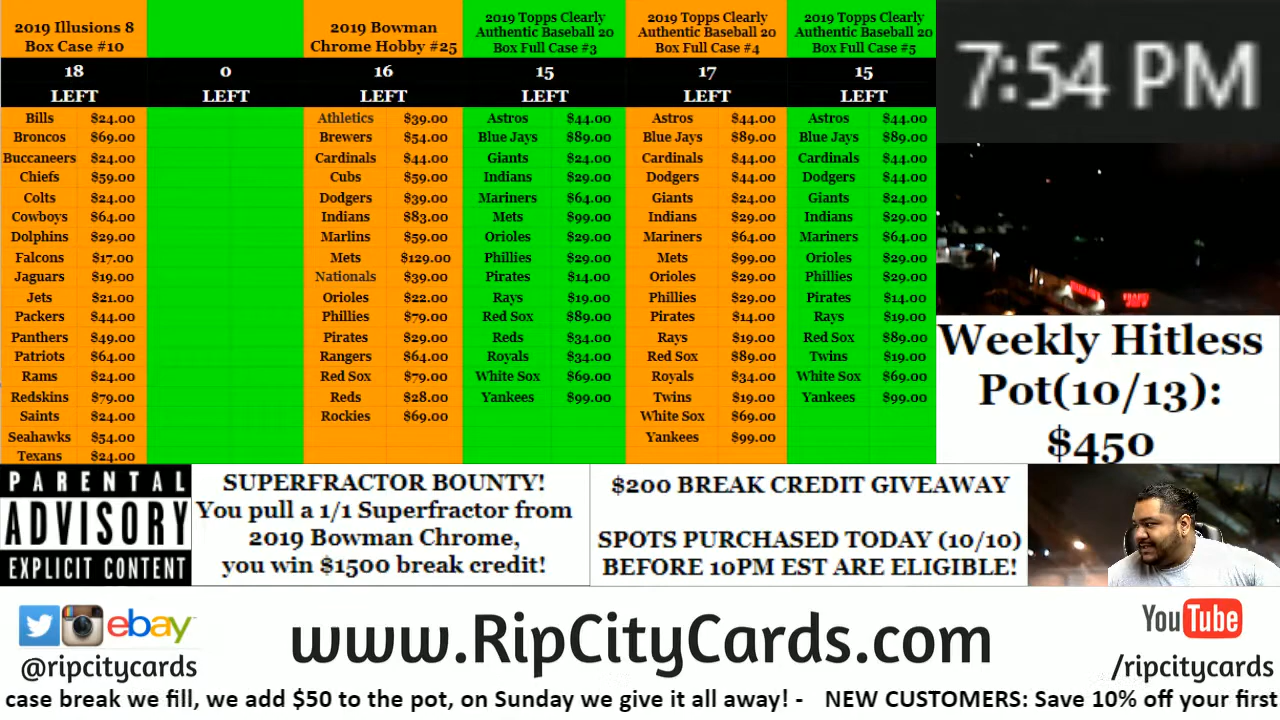 2019 Illusions 8
Box Case #10
18
LEFT
Bills $24.00
Broncos $69.00
Buccaneers $24.00
Chiefs $59.00
Colts $24.00
Cowboys $64.00
Dolphins $29.00
Falcons $17.00
Jaguars $19.00
Jets $21.00
Packers $44.00
Panthers $49.00
Patriots $64.00
Rams $24.00
Redskins $79.00
Saints $24.00
Seahawks $54.00
Texans $24.00
0
LEFT
2019 Bowman
Chrome Hobby #25
16
LEFT
Athletics $39.00
Brewers $54.00
Cardinals $44.00
Cubs $59.00
Dodgers $39.00
Indians $83.00
Marlins $59.00
Mets $129.00
Nationals $39.00
Orioles $22.00
Phillies $79.00
Pirates $29.00
Rangers $64.00
Red Sox $79.00
Reds $28.00
Rockies $69.00
2019 Topps Clearly
Authentic Baseball 20
Box Full Case #3
15
LEFT
Astros $44.00
Blue Jays $89.00
Giants $24.00
Indians $29.00
Mariners $64.00
Mets $99.00
Orioles $29.00
Phillies $29.00
Pirates $14.00
Rays $19.00
Red Sox $89.00
Reds $34.00
Royals $34.00
White Sox $69.00
Yankees $99.00
2019 Topps Clearly
Authentic Baseball 20
Box Full Case #4
17
LEFT
Astros $44.00
Blue Jays $89.00
Cardinals $44.00
Dodgers $44.00
Giants $24.00
Indians $29.00
Mariners $64.00
Mets $99.00
Orioles $29.00
Phillies $29.00
Pirates $14.00
Rays $19.00
Red Sox $89.00
Royals $34.00
Twins $19.00
White Sox $69.00
Yankees $99.00
2019 Topps Clearly
Authentic Baseball 20
Box Full Case #5
15
LEFT
Astros $44.00
Blue Jays $89.00
Cardinals $44.00
Dodgers $44.00
Giants $24.00
Indians $29.00
Mariners $64.00
Orioles $29.00
Phillies $29.00
Pirates $14.00
Rays $19.00
Red Sox $89.00
Twins $19.00
White Sox $69.00
Yankees $99.00
7:54 PM
Weekly Hitless
Pot(10/13):
$450
PARENTAL
ADVISORY
EXPLICIT CONTENT
SUPERFRACTOR BOUNTY!
You pull a 1/1 Superfractor from
2019 Bowman Chrome,
you win $1500 break credit!
$200 BREAK CREDIT GIVEAWAY
SPOTS PURCHASED TODAY (10/10)
BEFORE 10PM EST ARE ELIGIBLE!
ebay
@ripcitycards
www.RipCityCards.com
YouTube
/ripcitycards
case break we fill, we add $50 to the pot, on Sunday we give it all away! - NEW CUSTOMERS: Save 10% off your first